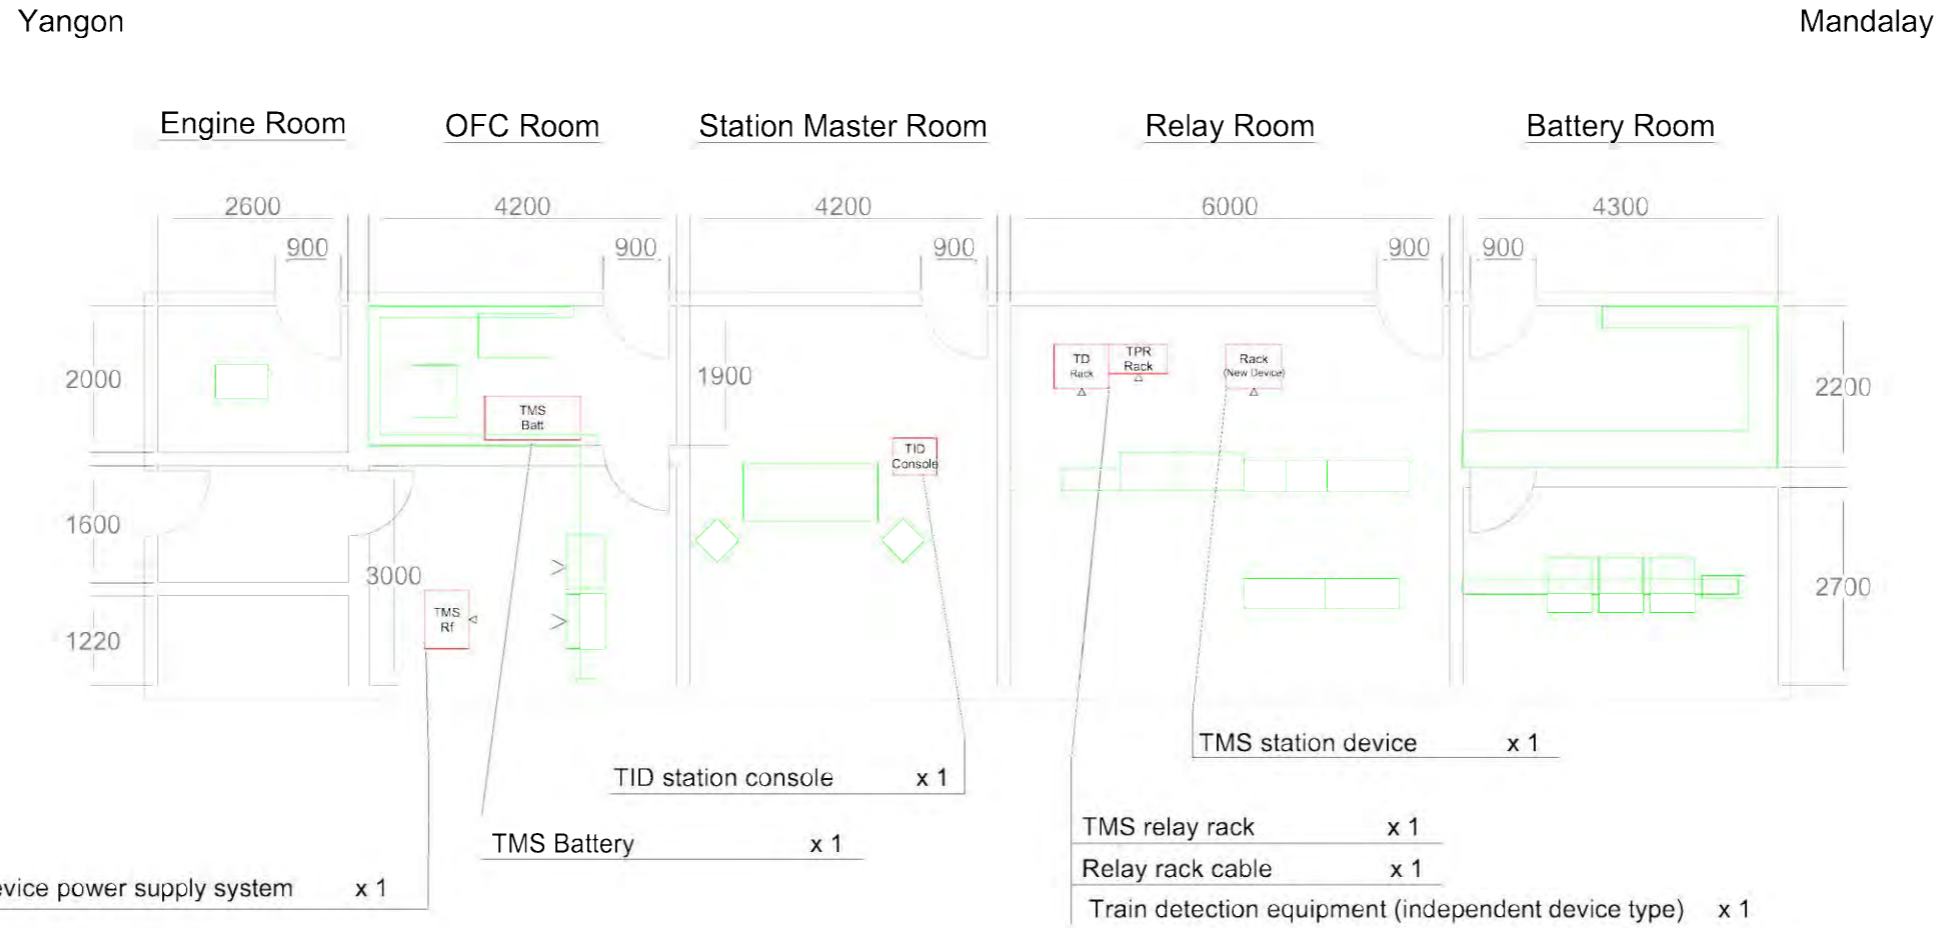 Yangon
Mandalay
Engine Room
OFC Room
Station Master Room
Relay Room
Battery Room
2600
4200
4200
6000
4300
900
900
900
900
900
2000
1900
2200
TMS
Batt
TD
Rack
TPR
Rack
Rack
(New Device)
TID
Console
1600
3000
2700
TMS
Rf
1220
TMS station device x 1
TID station console x 1
TMS relay rack x 1
TMS Battery x 1
Relay rack cable x 1
evice power supply system x 1
Train detection equipment (independent device type) x 1